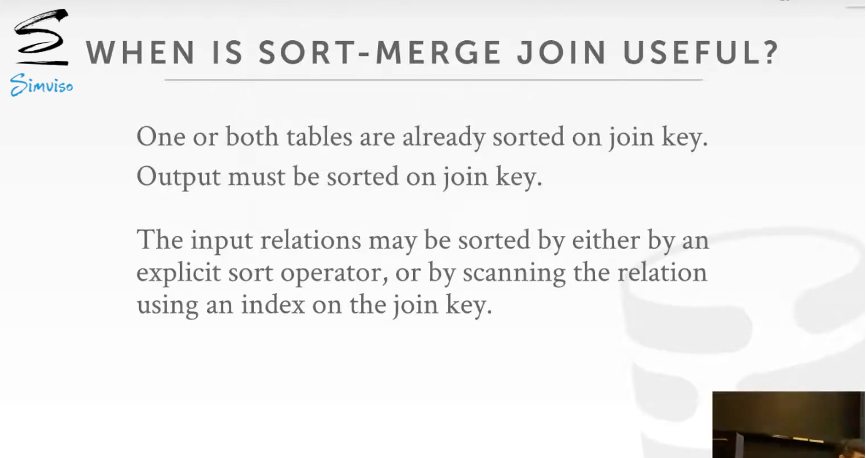 Simviso
WHEN IS SORT-MERGE JOIN USEFUL?
One or both tables are already sorted on join key.
Output must be sorted on join key.
The input relations may be sorted by either by an
explicit sort operator, or by scanning the relation
using an index on the join key.